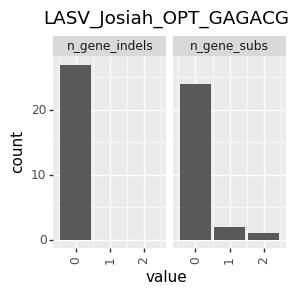 LASV_Josiah_OPT_GAGACG
n_gene_indels n_gene_subs
count
20
10
0
0 1 2 0 1 2
value